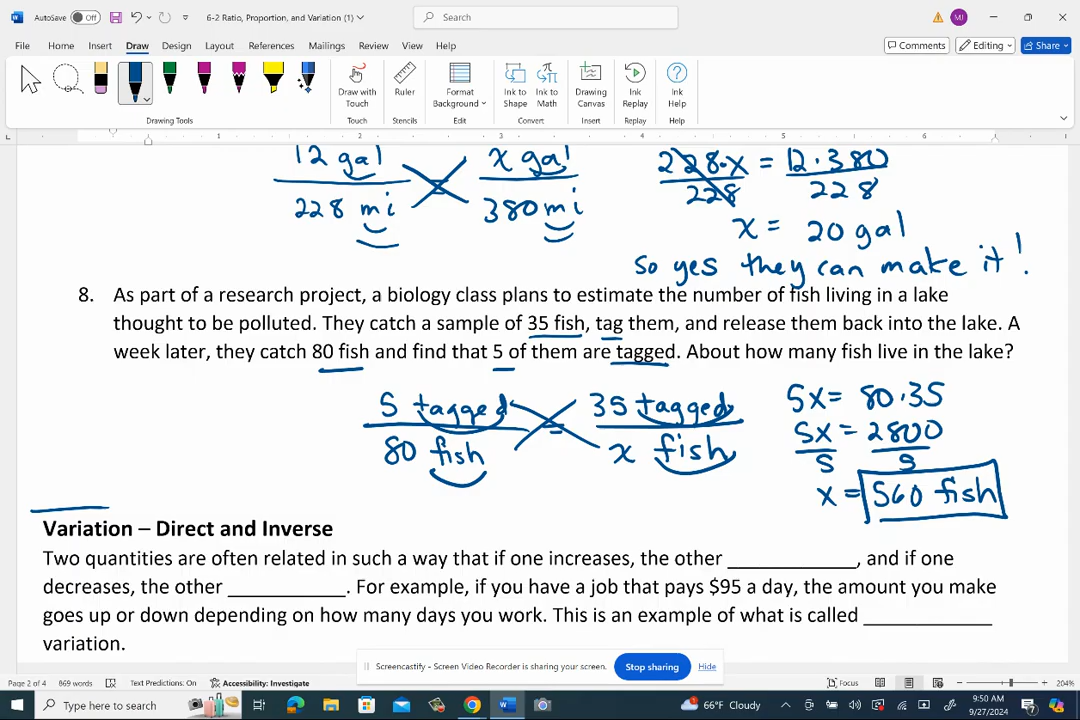 AutoSave Off 6-2 Ratio, Proportion, and Variation (1) Search MJ
File Home Insert Draw Design Layout References Mailings Review View Help Comments Editing Share
Draw with Touch Ruler Format Background Ink to Shape Ink to Math Drawing Canvas Ink Replay Ink Help
Drawing Tools Touch Stencils Edit Convert Insert Replay Help
1 2 3 4 5 6
12 gal x gal 228·x = 12·380
228 mi = 380 mi 228 228
x = 20 gal
so yes they can make it!
8. As part of a research project, a biology class plans to estimate the number of fish living in a lake
thought to be polluted. They catch a sample of 35 fish, tag them, and release them back into the lake. A
week later, they catch 80 fish and find that 5 of them are tagged. About how many fish live in the lake?
5 tagged = 35 tagged 5x = 80·35
80 fish x fish 5x = 2800
5 5
x = 560 fish
Variation – Direct and Inverse
Two quantities are often related in such a way that if one increases, the other ____________, and if one
decreases, the other ___________. For example, if you have a job that pays $95 a day, the amount you make
goes up or down depending on how many days you work. This is an example of what is called ____________
variation.
Screencastify - Screen Video Recorder is sharing your screen. Stop sharing Hide
Page 2 of 4 869 words Text Predictions: On Accessibility: Investigate Focus 204%
Type here to search 66°F Cloudy 9:50 AM
9/27/2024